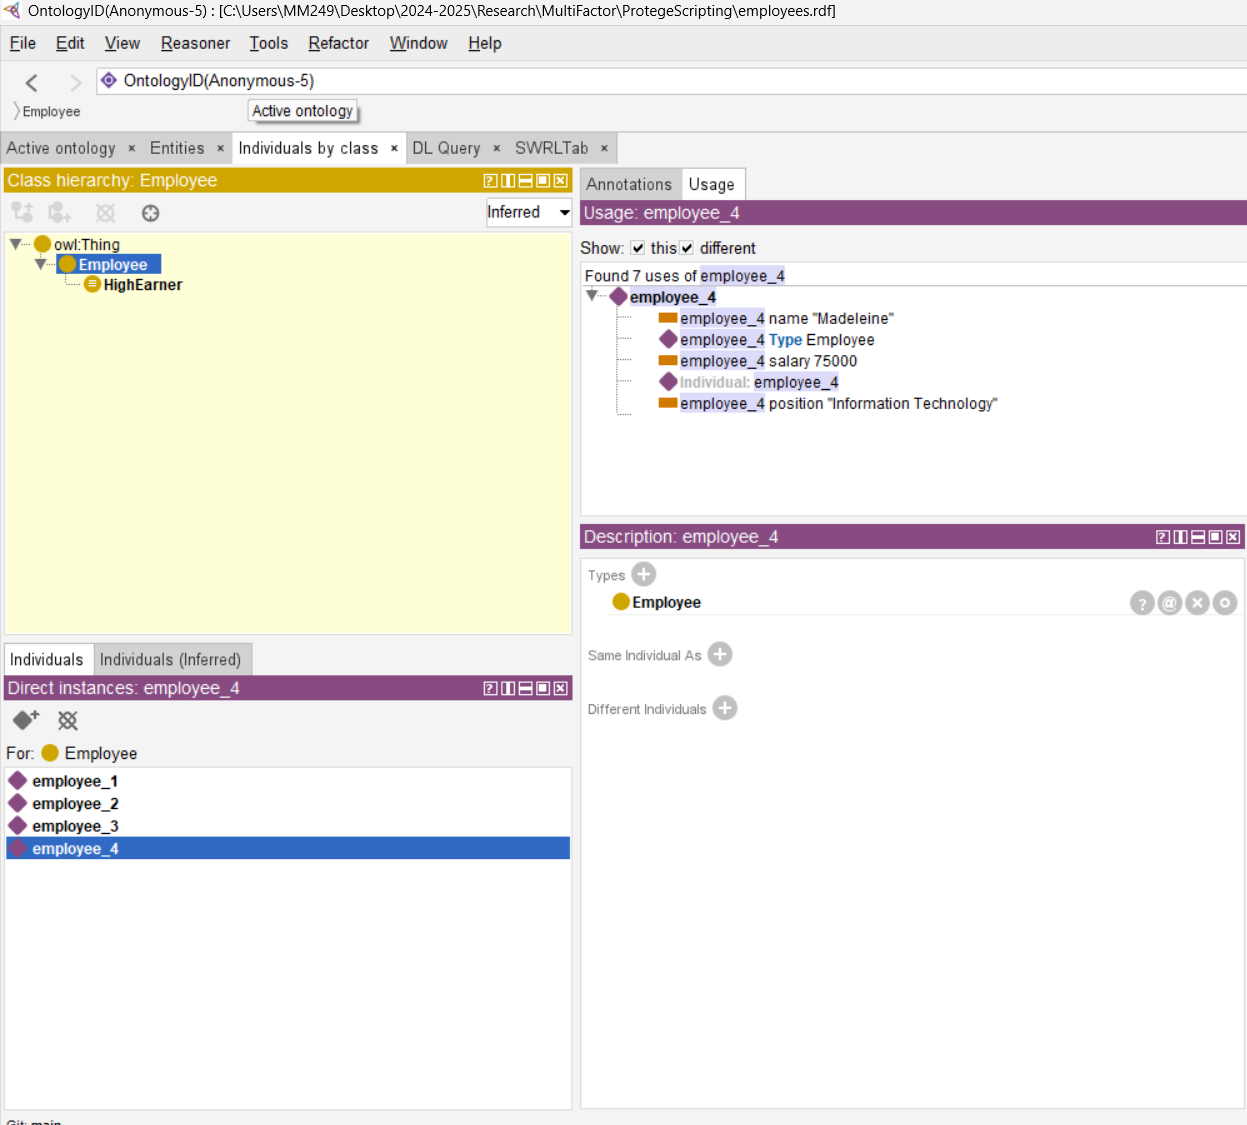 OntologyID(Anonymous-5) : [C:\Users\MM249\Desktop\2024-2025\Research\MultiFactor\ProtegeScripting\employees.rdf]
File Edit View Reasoner Tools Refactor Window Help
OntologyID(Anonymous-5)
Employee
Active ontology
Active ontology × Entities × Individuals by class × DL Query × SWRLTab ×
Class hierarchy: Employee
Inferred
owl:Thing
Employee
HighEarner
Individuals Individuals (Inferred)
Direct instances: employee_4
For: Employee
employee_1
employee_2
employee_3
employee_4
Annotations Usage
Usage: employee_4
Show: this different
Found 7 uses of employee_4
employee_4
employee_4 name "Madeleine"
employee_4 Type Employee
employee_4 salary 75000
Individual: employee_4
employee_4 position "Information Technology"
Description: employee_4
Types
Employee
Same Individual As
Different Individuals
Git: main